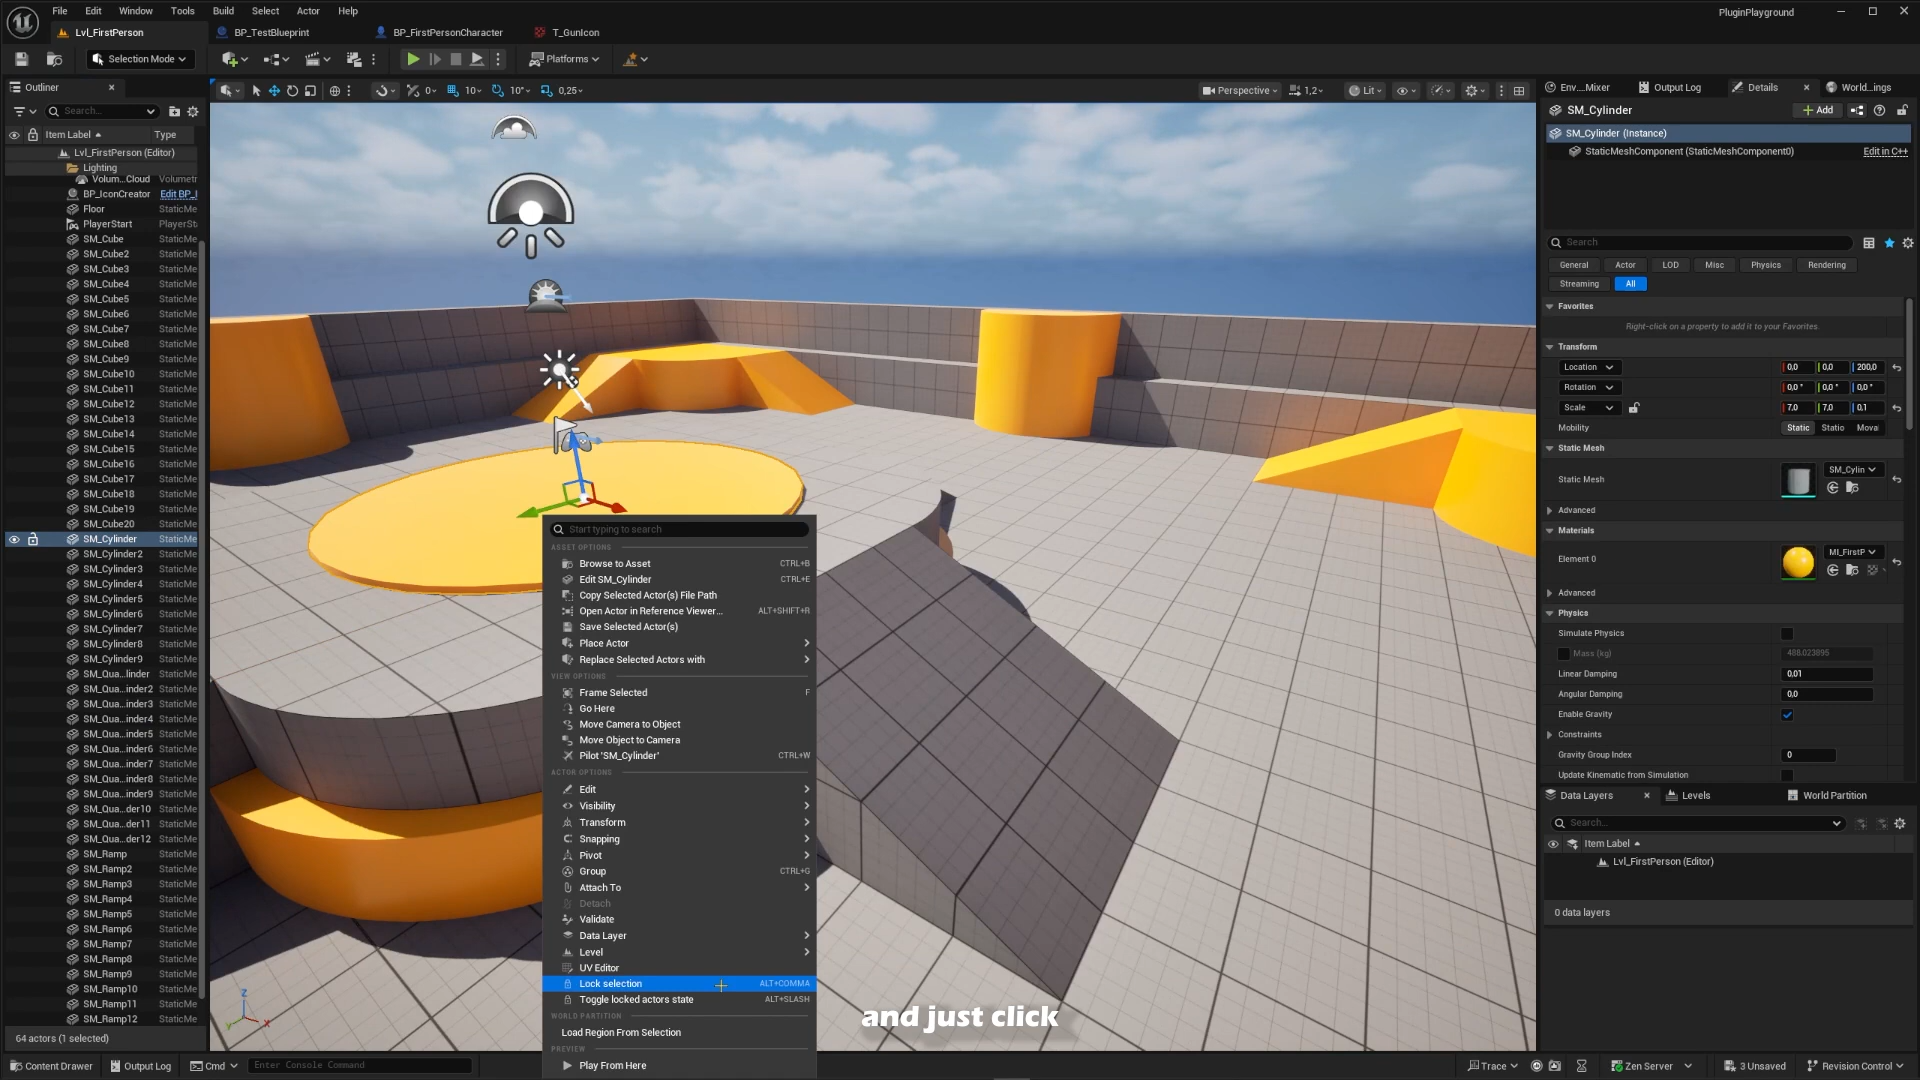 File Edit Window Tools Build Select Actor Help
PluginPlayground
Lvl_FirstPerson BP_TestBlueprint BP_FirstPersonCharacter T_GunIcon
Selection Mode Platforms
Outliner
Search...
Item Label Type
Lvl_FirstPerson (Editor)
Lighting
Volum...Cloud Volumetr
BP_IconCreator Edit BP_I
Floor StaticMe
PlayerStart PlayerSt
SM_Cube StaticMe
SM_Cube2 StaticMe
SM_Cube3 StaticMe
SM_Cube4 StaticMe
SM_Cube5 StaticMe
SM_Cube6 StaticMe
SM_Cube7 StaticMe
SM_Cube8 StaticMe
SM_Cube9 StaticMe
SM_Cube10 StaticMe
SM_Cube11 StaticMe
SM_Cube12 StaticMe
SM_Cube13 StaticMe
SM_Cube14 StaticMe
SM_Cube15 StaticMe
SM_Cube16 StaticMe
SM_Cube17 StaticMe
SM_Cube18 StaticMe
SM_Cube19 StaticMe
SM_Cube20 StaticMe
SM_Cylinder StaticMe
SM_Cylinder2 StaticMe
SM_Cylinder3 StaticMe
SM_Cylinder4 StaticMe
SM_Cylinder5 StaticMe
SM_Cylinder6 StaticMe
SM_Cylinder7 StaticMe
SM_Cylinder8 StaticMe
SM_Cylinder9 StaticMe
SM_Qua...linder StaticMe
SM_Qua...inder2 StaticMe
SM_Qua...inder3 StaticMe
SM_Qua...inder4 StaticMe
SM_Qua...inder5 StaticMe
SM_Qua...inder6 StaticMe
SM_Qua...inder7 StaticMe
SM_Qua...inder8 StaticMe
SM_Qua...inder9 StaticMe
SM_Qua...der10 StaticMe
SM_Qua...der11 StaticMe
SM_Qua...der12 StaticMe
SM_Ramp StaticMe
SM_Ramp2 StaticMe
SM_Ramp3 StaticMe
SM_Ramp4 StaticMe
SM_Ramp5 StaticMe
SM_Ramp6 StaticMe
SM_Ramp7 StaticMe
SM_Ramp8 StaticMe
SM_Ramp9 StaticMe
SM_Ramp10 StaticMe
SM_Ramp11 StaticMe
SM_Ramp12 StaticMe
64 actors (1 selected)
0 10 10° 0,25
Perspective 1,2 Lit
Z
Y X
Start typing to search
ASSET OPTIONS
Browse to Asset CTRL+B
Edit SM_Cylinder CTRL+E
Copy Selected Actor(s) File Path
Open Actor in Reference Viewer... ALT+SHIFT+R
Save Selected Actor(s)
Place Actor
Replace Selected Actors with
VIEW OPTIONS
Frame Selected F
Go Here
Move Camera to Object
Move Object to Camera
Pilot 'SM_Cylinder' CTRL+W
ACTOR OPTIONS
Edit
Visibility
Transform
Snapping
Pivot
Group CTRL+G
Attach To
Detach
Validate
Data Layer
Level
UV Editor
Lock selection ALT+COMMA
Toggle locked actors state ALT+SLASH
WORLD PARTITION
Load Region From Selection
PREVIEW
Play From Here
and just click
Env...Mixer Output Log Details World...ings
SM_Cylinder Add
SM_Cylinder (Instance)
StaticMeshComponent (StaticMeshComponent0) Edit in C++
Search
General Actor LOD Misc Physics Rendering
Streaming All
Favorites
Right-click on a property to add it to your Favorites.
Transform
Location 0,0 0,0 200,0
Rotation 0,0 ° 0,0 ° 0,0 °
Scale 7,0 7,0 0,1
Mobility Static Statio Moval
Static Mesh
Static Mesh SM_Cylin
Advanced
Materials
Element 0 MI_FirstP
Advanced
Physics
Simulate Physics
Mass (kg) 488,023895
Linear Damping 0,01
Angular Damping 0,0
Enable Gravity
Constraints
Gravity Group Index 0
Update Kinematic from Simulation
Data Layers Levels World Partition
Search...
Item Label
Lvl_FirstPerson (Editor)
0 data layers
Content Drawer Output Log Cmd Enter Console Command
Trace Zen Server 3 Unsaved Revision Control